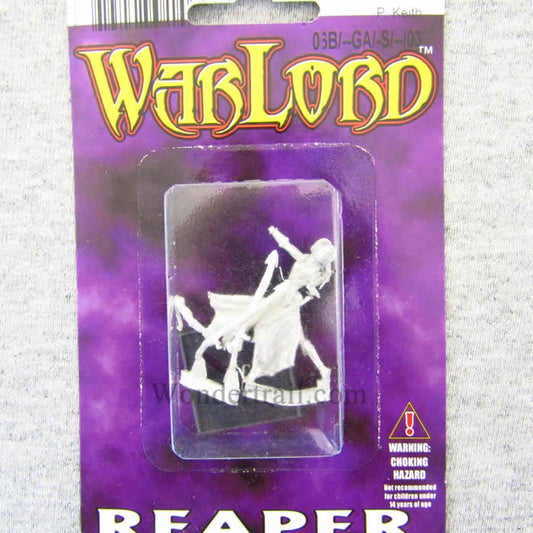 P. Keith
06B/--GA/-S/--/03
WARLORD™
Wondertrail.com
WARNING:
CHOKING
HAZARD
Not recommended
for children under
14 years of age
REAPER